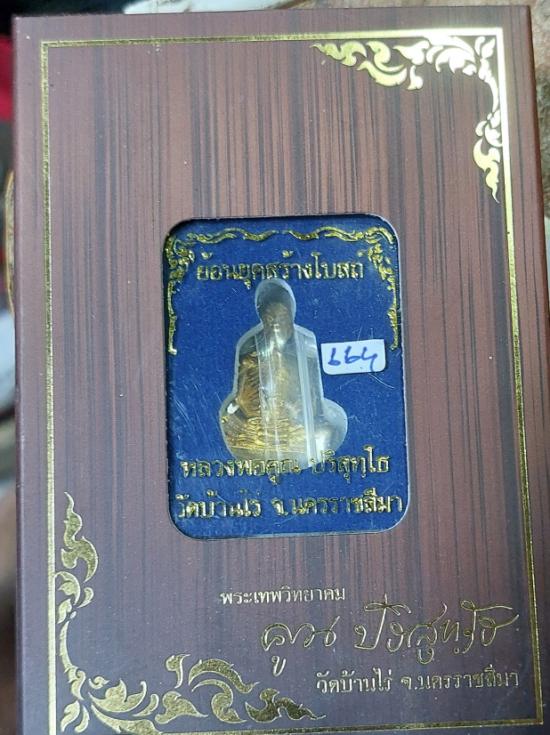 ย้อนยุคสร้างโบสถ์
หลวงพ่อคูณ ปริสุทฺโธ
วัดบ้านไร่ จ.นครราชสีมา
พระเทพวิทยาคม
คูณ ปริสุทฺโธ
วัดบ้านไร่ จ.นครราชสีมา